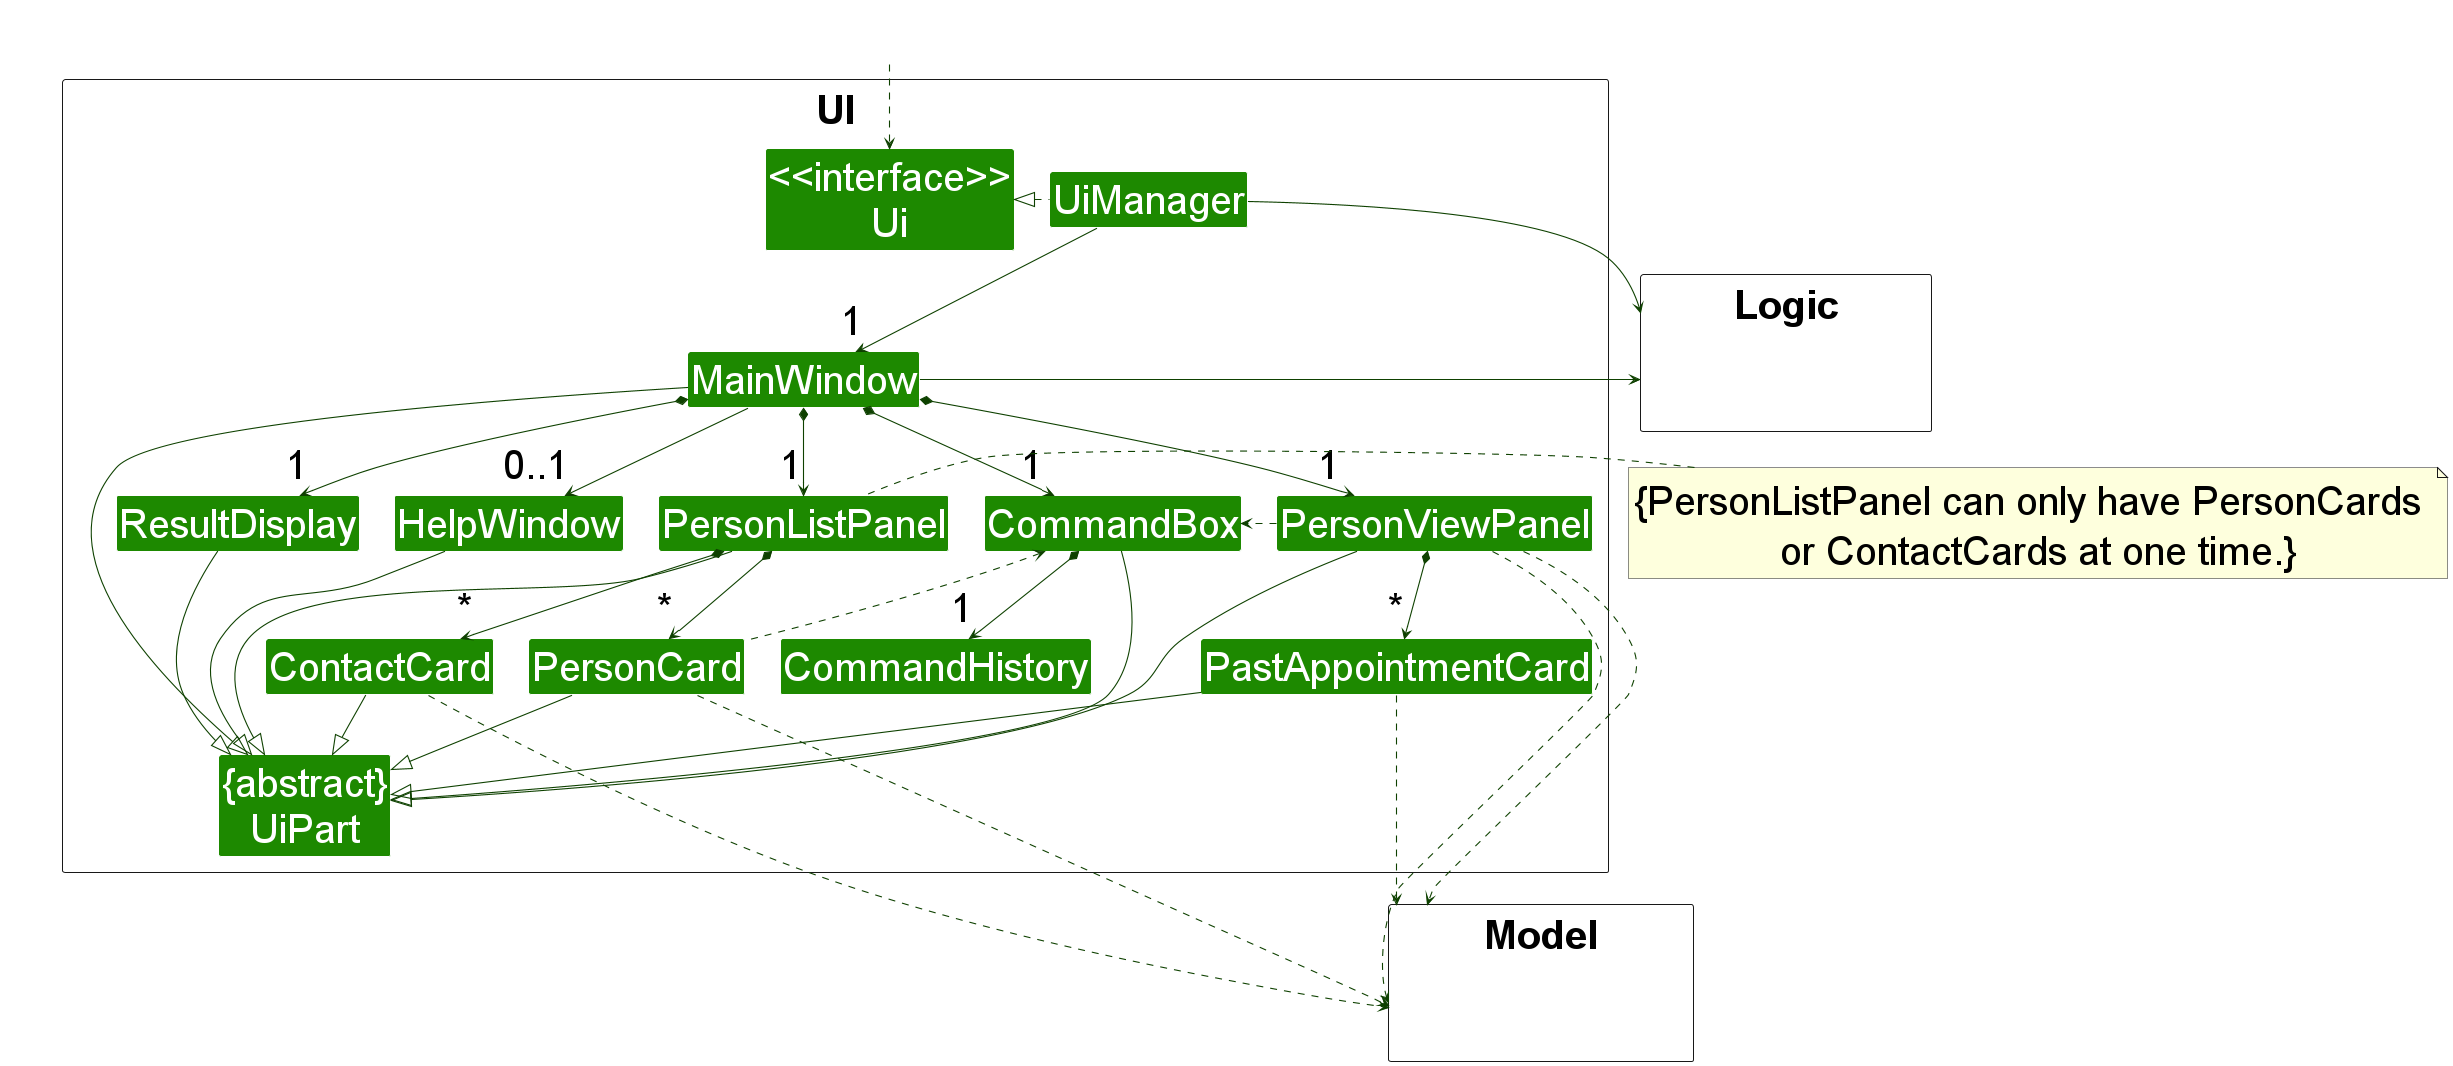 UI
<<interface>>
Ui
UiManager
Logic
1
MainWindow
1
0..1
1
1
1
ResultDisplay
HelpWindow
PersonListPanel
CommandBox
PersonViewPanel
{PersonListPanel can only have PersonCards
or ContactCards at one time.}
*
*
1
*
ContactCard
PersonCard
CommandHistory
PastAppointmentCard
{abstract}
UiPart
Model